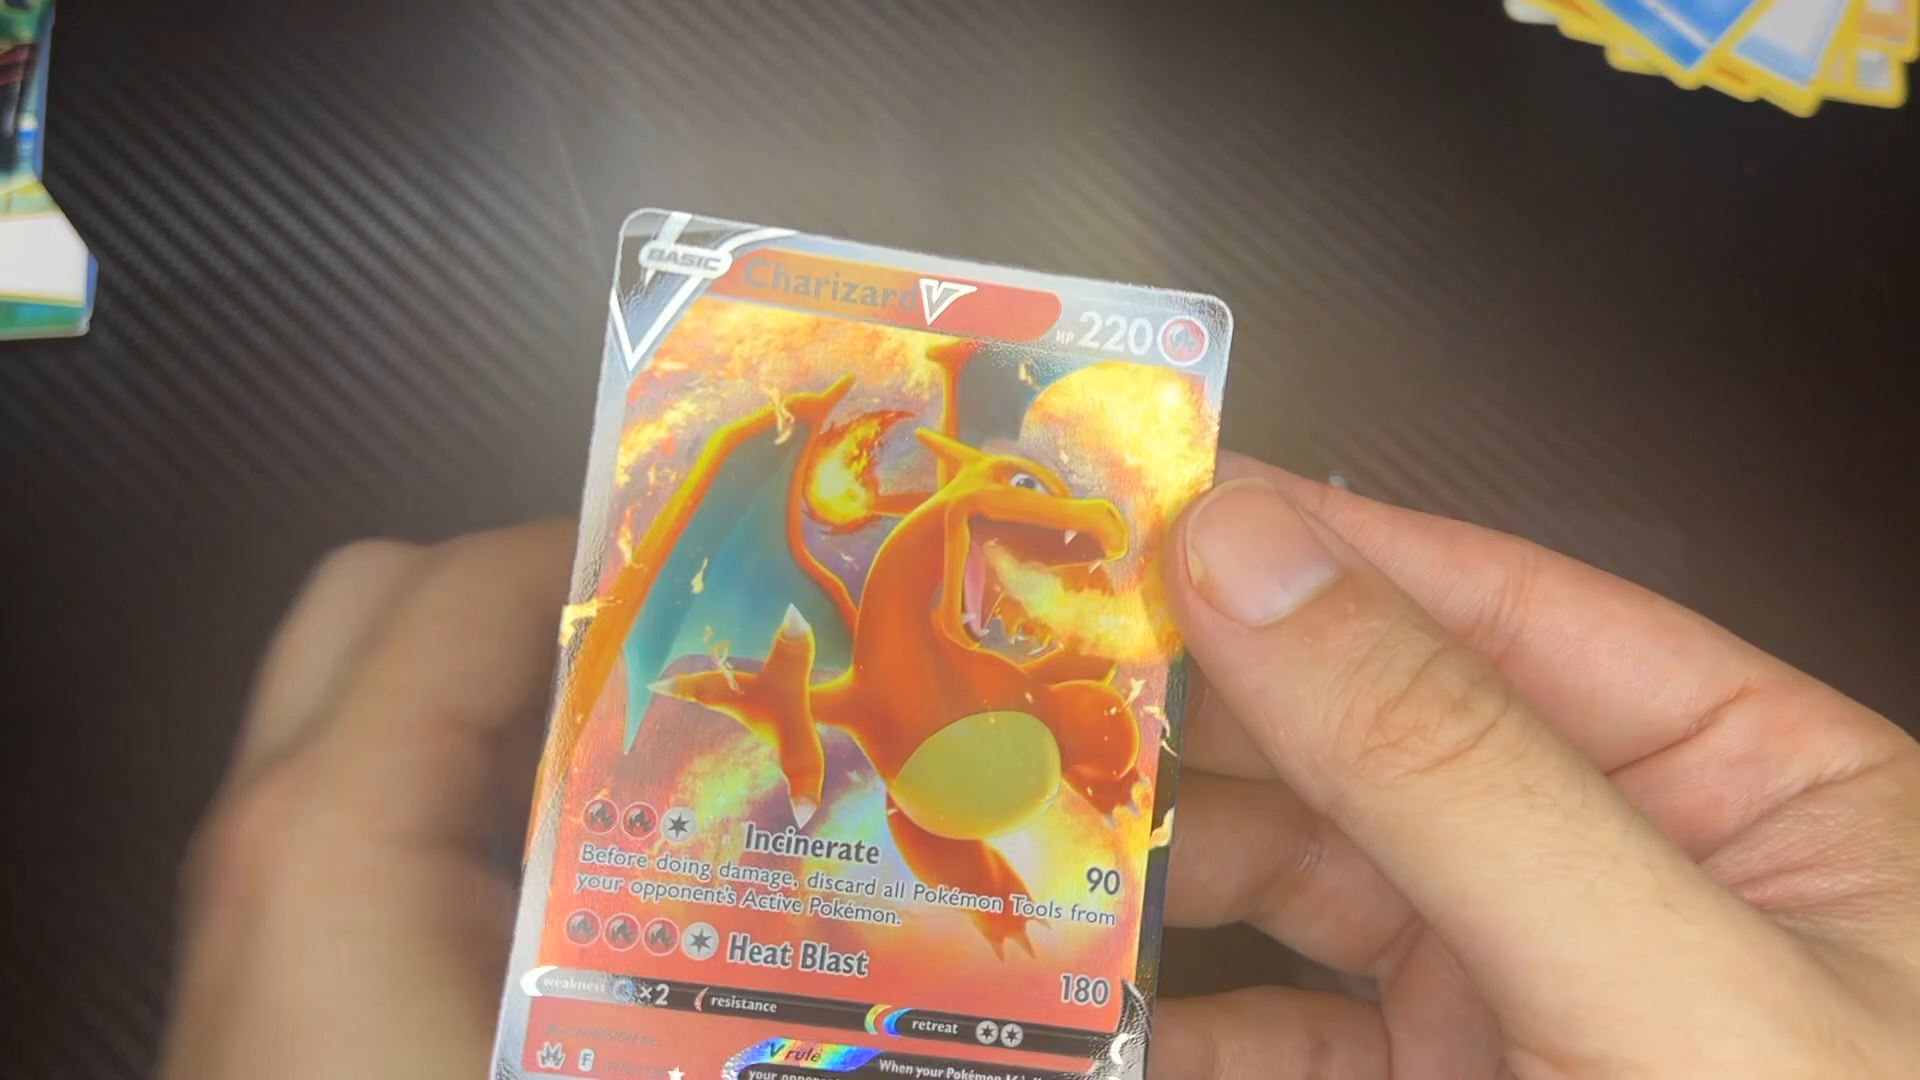 BASIC
Charizard V
HP 220
Incinerate
90
Before doing damage, discard all Pokémon Tools from
your opponent's Active Pokémon.
Heat Blast
180
weakness ×2 resistance
retreat
V rule
When your Pokémon
F